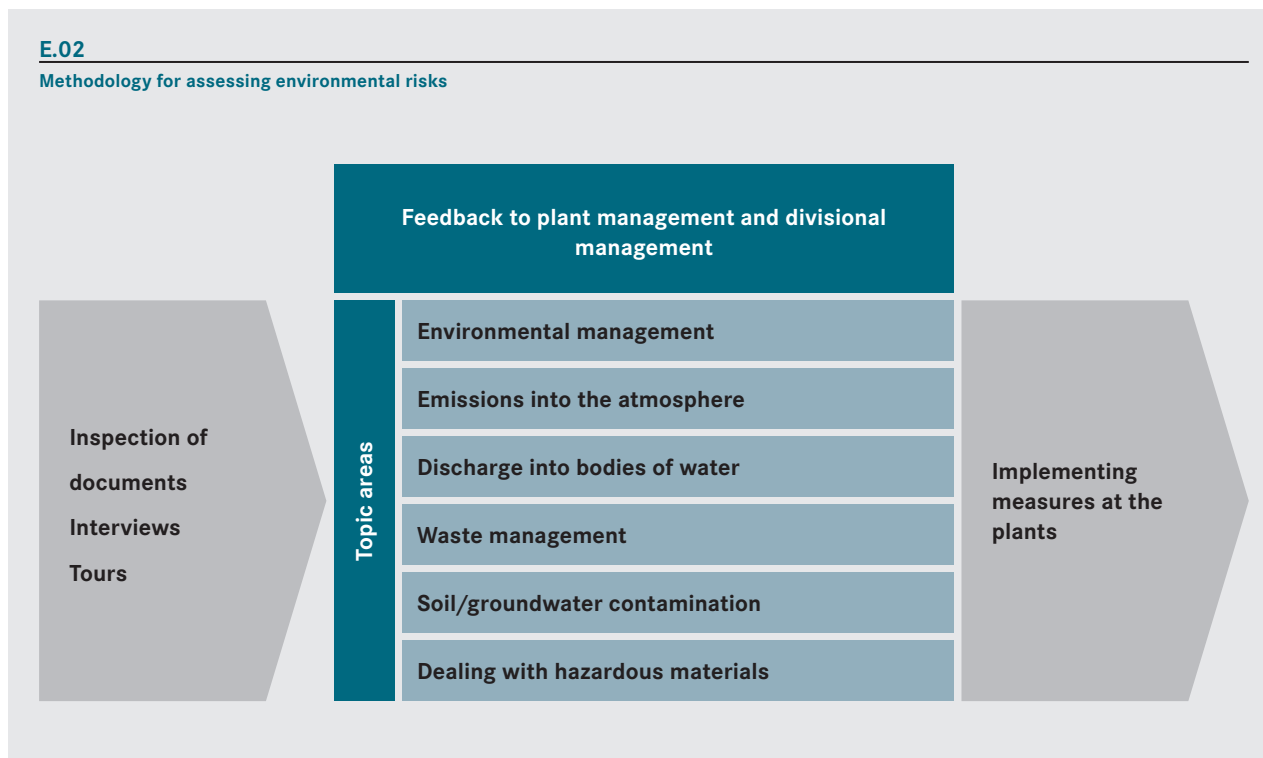 E.02
Methodology for assessing environmental risks
Feedback to plant management and divisional
management
Inspection of
documents
Interviews
Tours
Topic areas
Environmental management
Emissions into the atmosphere
Discharge into bodies of water
Waste management
Soil/groundwater contamination
Dealing with hazardous materials
Implementing
measures at the
plants